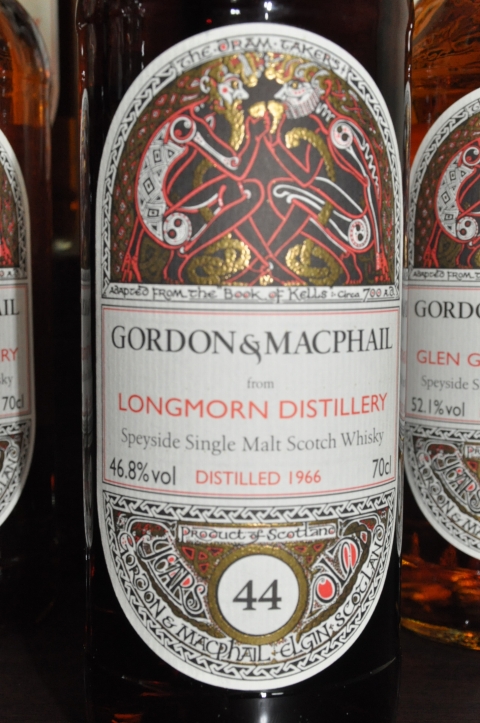 THE DRAM TAKERS
ADAPTED FROM the BOOK OF KELLS : Circa 700 A.D.
GORDON & MACPHAIL
from
LONGMORN DISTILLERY
Speyside Single Malt Scotch Whisky
46.8% vol DISTILLED 1966 70cl
Product of Scotland
44 YEARS OLD
GORDON & MACPHAIL, ELGIN, SCOTLAND
AIL
RY
sky
70cl
GORDO
GLEN G
Speyside S
52.1% vol
YEARS